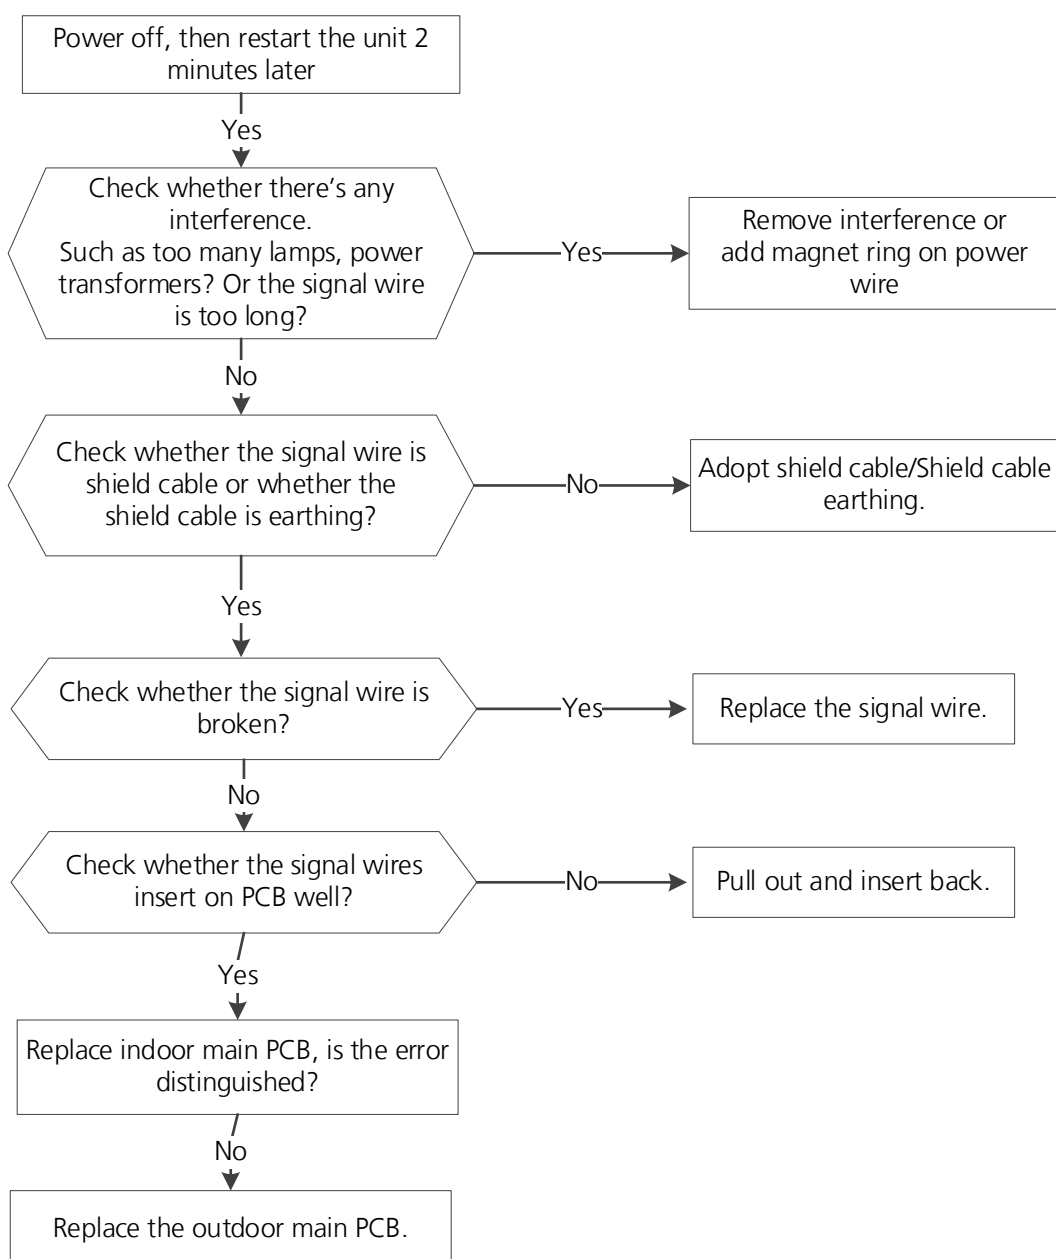 Power off, then restart the unit 2
minutes later
Yes
Check whether there’s any
interference.
Such as too many lamps, power
transformers? Or the signal wire
is too long?
Yes
Remove interference or
add magnet ring on power
wire
No
Check whether the signal wire is
shield cable or whether the
shield cable is earthing?
No
Adopt shield cable/Shield cable
earthing.
Yes
Check whether the signal wire is
broken?
Yes
Replace the signal wire.
No
Check whether the signal wires
insert on PCB well?
No
Pull out and insert back.
Yes
Replace indoor main PCB, is the error
distinguished?
No
Replace the outdoor main PCB.